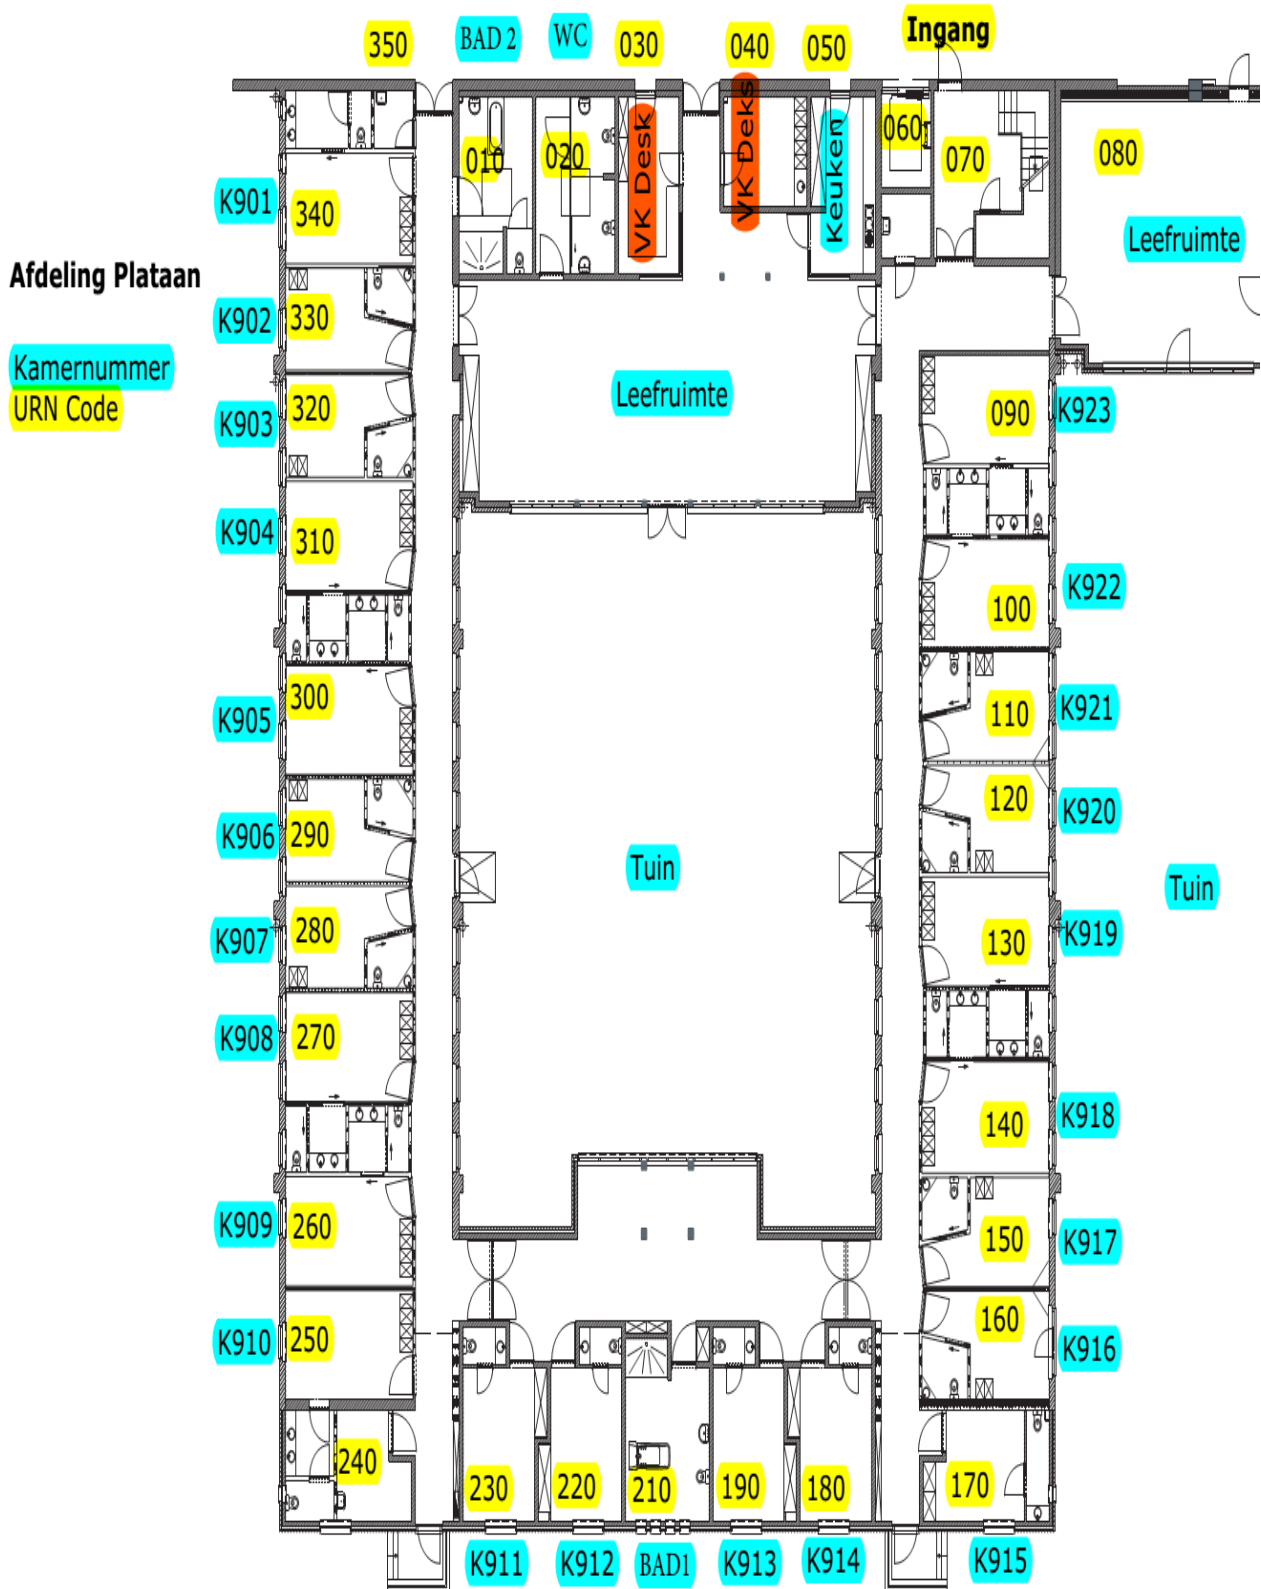 350
BAD 2
WC
030
040
050
Ingang
010
020
VK Desk
VK Deks
Keuken
060
070
080
K901
340
Leefruimte
Afdeling Plataan
K902
330
Kamernummer
URN Code
K903
320
Leefruimte
090
K923
K904
310
100
K922
K905
300
110
K921
K906
290
120
K920
Tuin
Tuin
K907
280
130
K919
K908
270
140
K918
K909
260
150
K917
K910
250
160
K916
240
230
220
210
190
180
170
K911
K912
BAD1
K913
K914
K915